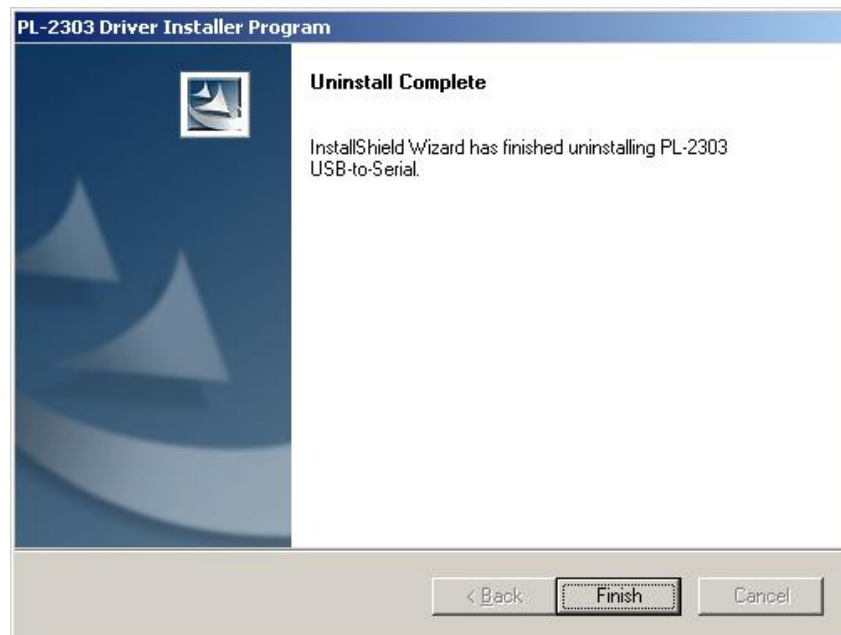 PL-2303 Driver Installer Program
Uninstall Complete
InstallShield Wizard has finished uninstalling PL-2303
USB-to-Serial.
< Back
Finish
Cancel